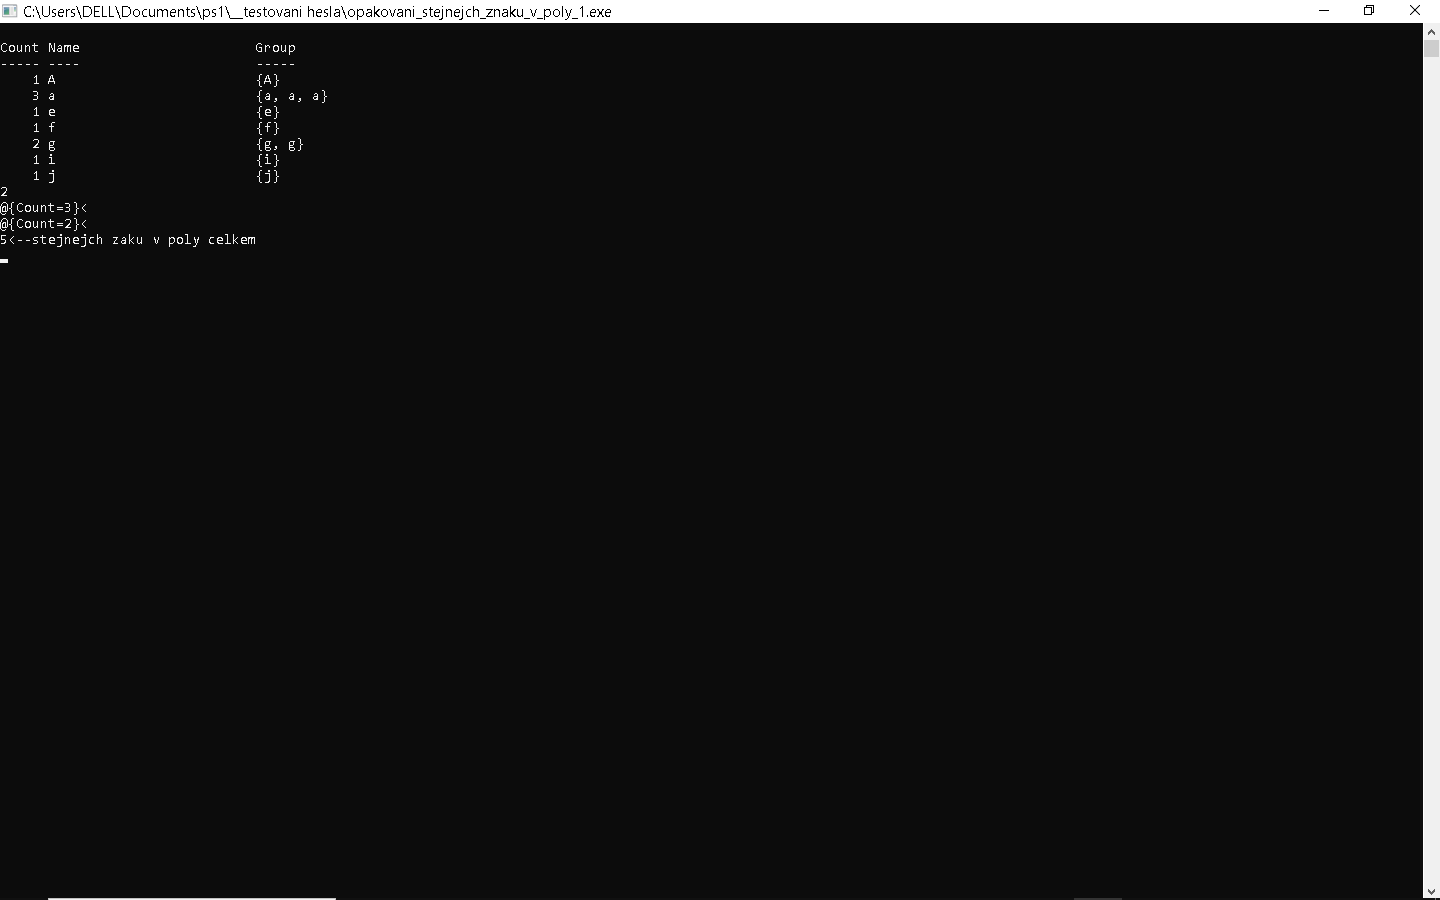 C:\Users\DELL\Documents\ps1\__testovani hesla\opakovani_stejnejch_znaku_v_poly_1.exe
Count Name                      Group
----- ----                      -----
    1 A                         {A}
    3 a                         {a, a, a}
    1 e                         {e}
    1 f                         {f}
    2 g                         {g, g}
    1 i                         {i}
    1 j                         {j}
2
@{Count=3}<
@{Count=2}<
5<--stejnejch zaku v poly celkem